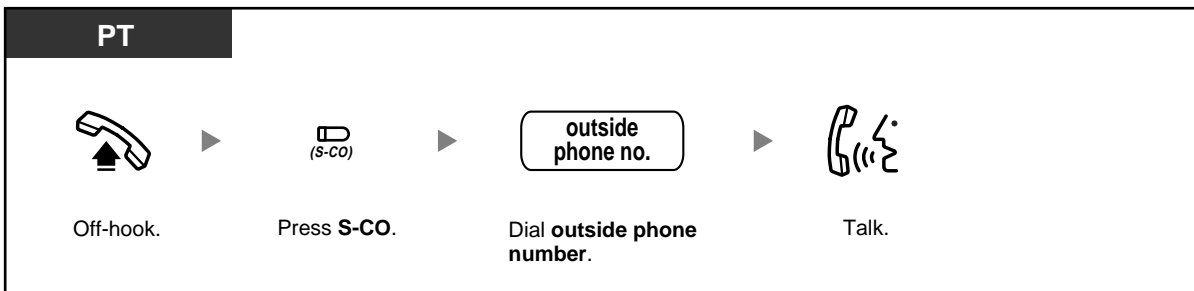 PT
(S-CO)
outside
phone no.
Off-hook.
Press S-CO.
Dial outside phone
number.
Talk.